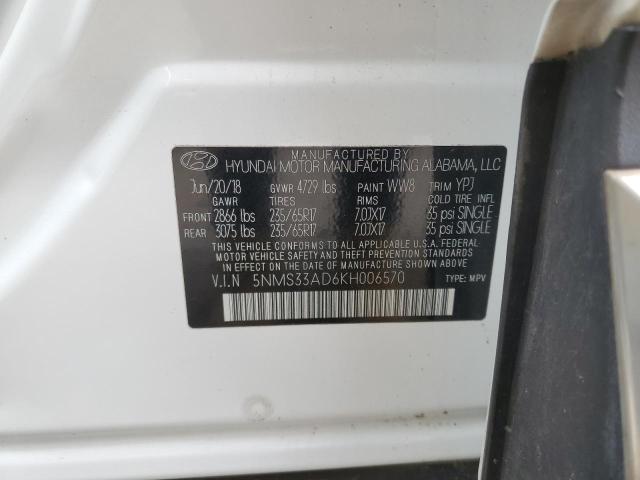 MANUFACTURED BY
HYUNDAI MOTOR MANUFACTURING ALABAMA, LLC
Jun/20/18 GVWR 4729 lbs PAINT WW8 TRIM YPJ
TIRES RIMS COLD TIRE INFL
FRONT 2866 lbs 235/65R17 7.0JX17 35 psi SINGLE
REAR 3075 lbs 235/65R17 7.0JX17 35 psi SINGLE
THIS VEHICLE CONFORMS TO ALL APPLICABLE U.S.A. FEDERAL
MOTOR VEHICLE SAFETY AND THEFT PREVENTION STANDARDS
IN EFFECT ON THE DATE OF MANUFACTURE SHOWN ABOVE.
V.I.N 5NMS33AD6KH006570 TYPE: MPV